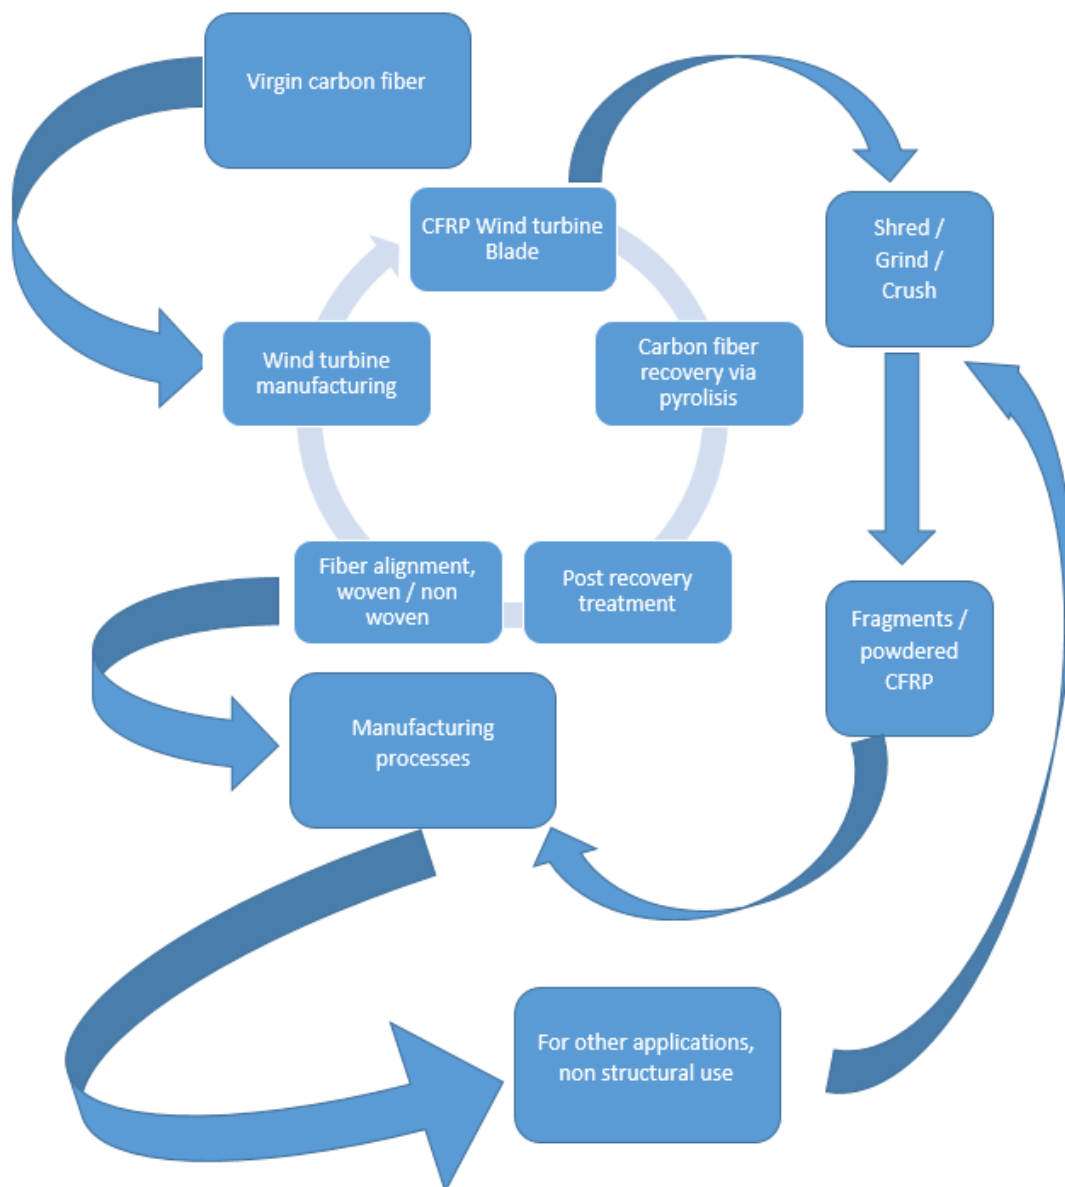 Virgin carbon fiber
CFRP Wind turbine
Blade
Shred /
Grind /
Crush
Wind turbine
manufacturing
Carbon fiber
recovery via
pyrolisis
Fiber alignment,
woven / non
woven
Post recovery
treatment
Fragments /
powdered
CFRP
Manufacturing
processes
For other applications,
non structural use